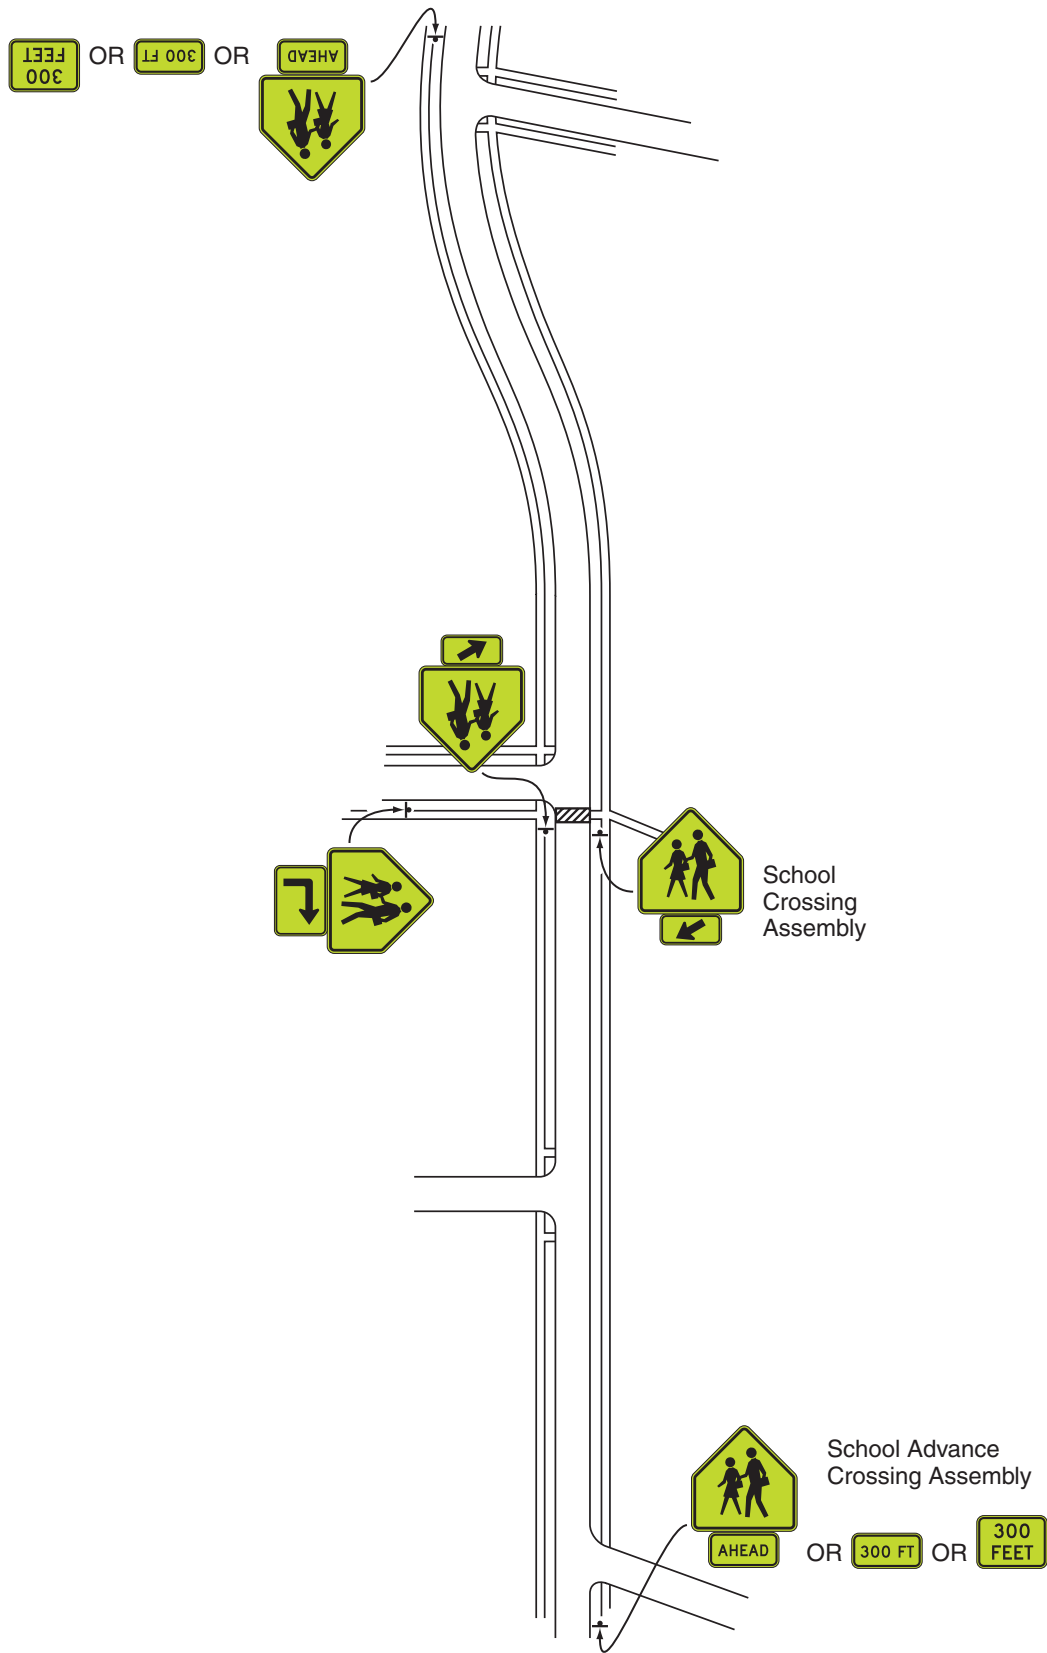 300
FEET
OR
300 FT
OR
AHEAD
School
Crossing
Assembly
School Advance
Crossing Assembly
AHEAD
OR
300 FT
OR
300
FEET